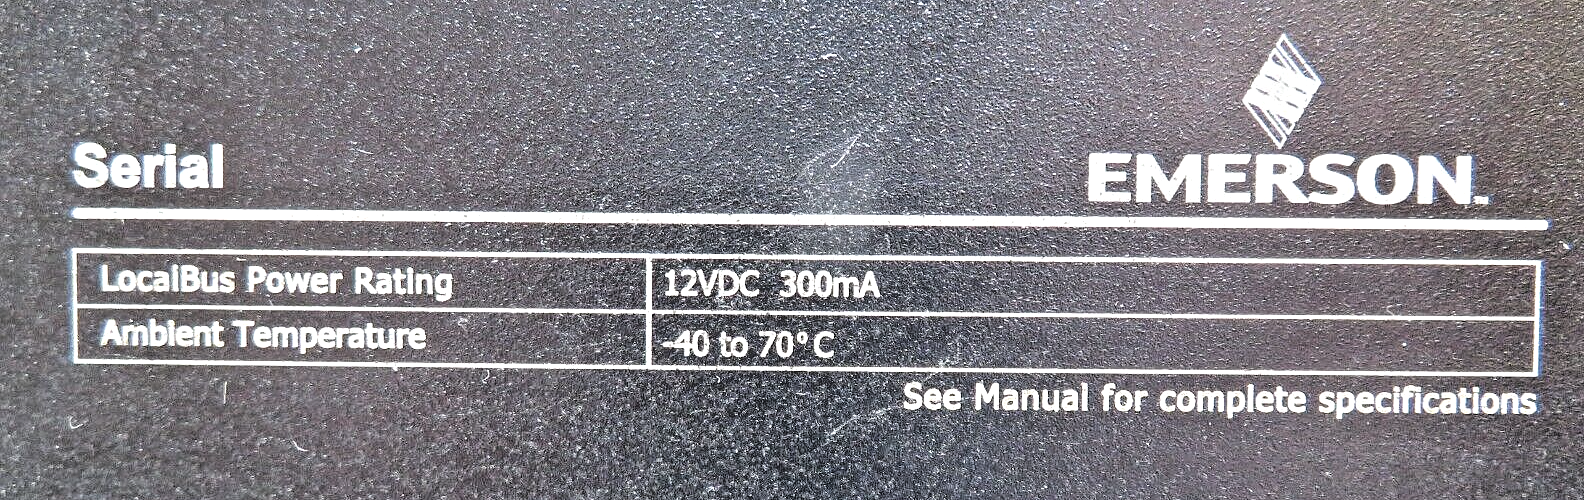 Serial
EMERSON.
LocalBus Power Rating 12VDC 300mA
Ambient Temperature -40 to 70°C
See Manual for complete specifications